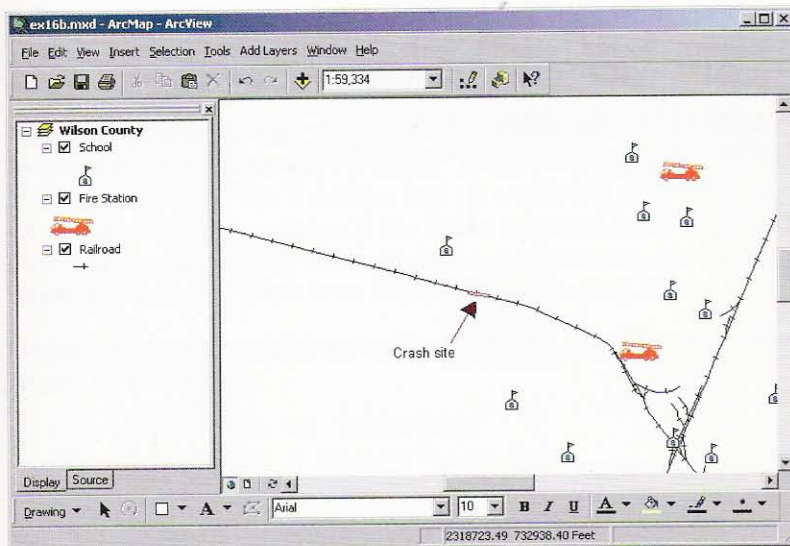 ex16b.mxd - ArcMap - ArcView
File Edit View Insert Selection Tools Add Layers Window Help
1:59,334
Wilson County
School
Fire Station
Railroad
Crash site
Display Source
Drawing A Arial 10 B I U A
2318723.49 732938.40 Feet